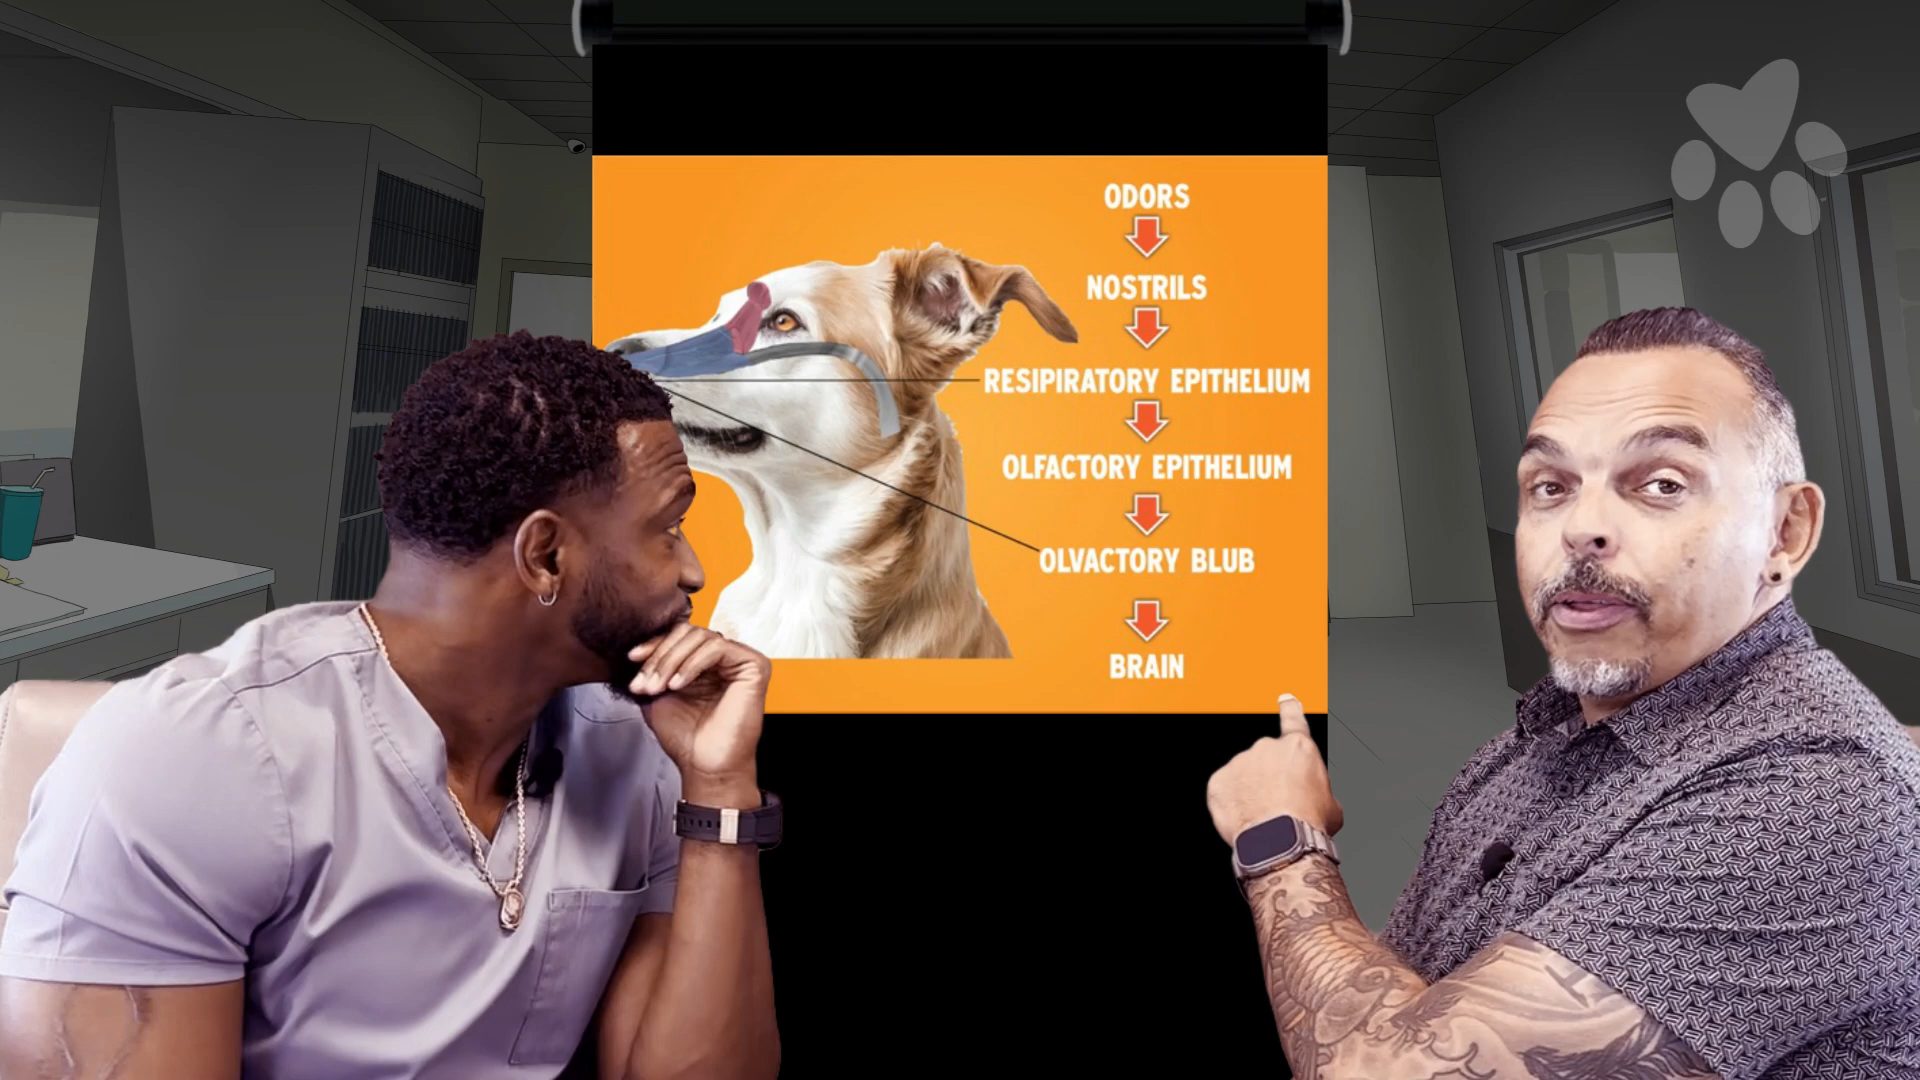 ODORS
NOSTRILS
RESIPIRATORY EPITHELIUM
OLFACTORY EPITHELIUM
OLVACTORY BLUB
BRAIN